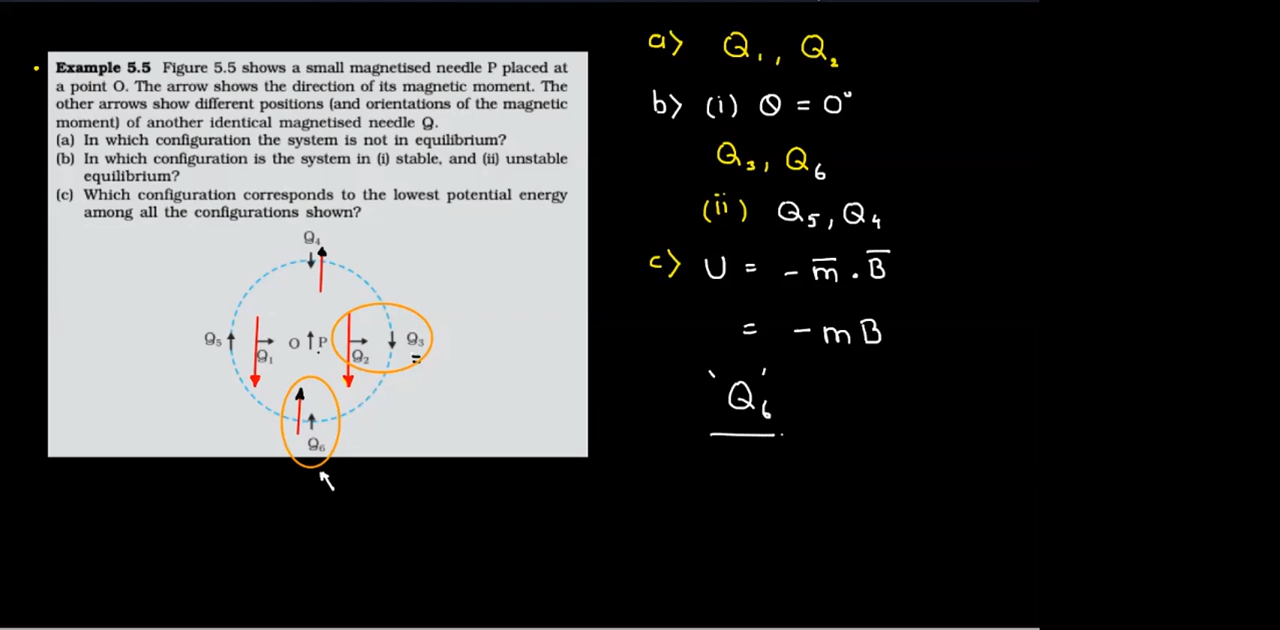 Example 5.5 Figure 5.5 shows a small magnetised needle P placed at
a point O. The arrow shows the direction of its magnetic moment. The
other arrows show different positions (and orientations of the magnetic
moment) of another identical magnetised needle Q.
(a) In which configuration the system is not in equilibrium?
(b) In which configuration is the system in (i) stable, and (ii) unstable
equilibrium?
(c) Which configuration corresponds to the lowest potential energy
among all the configurations shown?
Q₄
Q₅ Q₁ O P Q₂ Q₃
Q₆
a) Q₁, Q₂
b) (i) θ = 0°
Q₃, Q₆
(ii) Q₅, Q₄
c) U = - m̅ . B̅
= - m B
'Q₆'